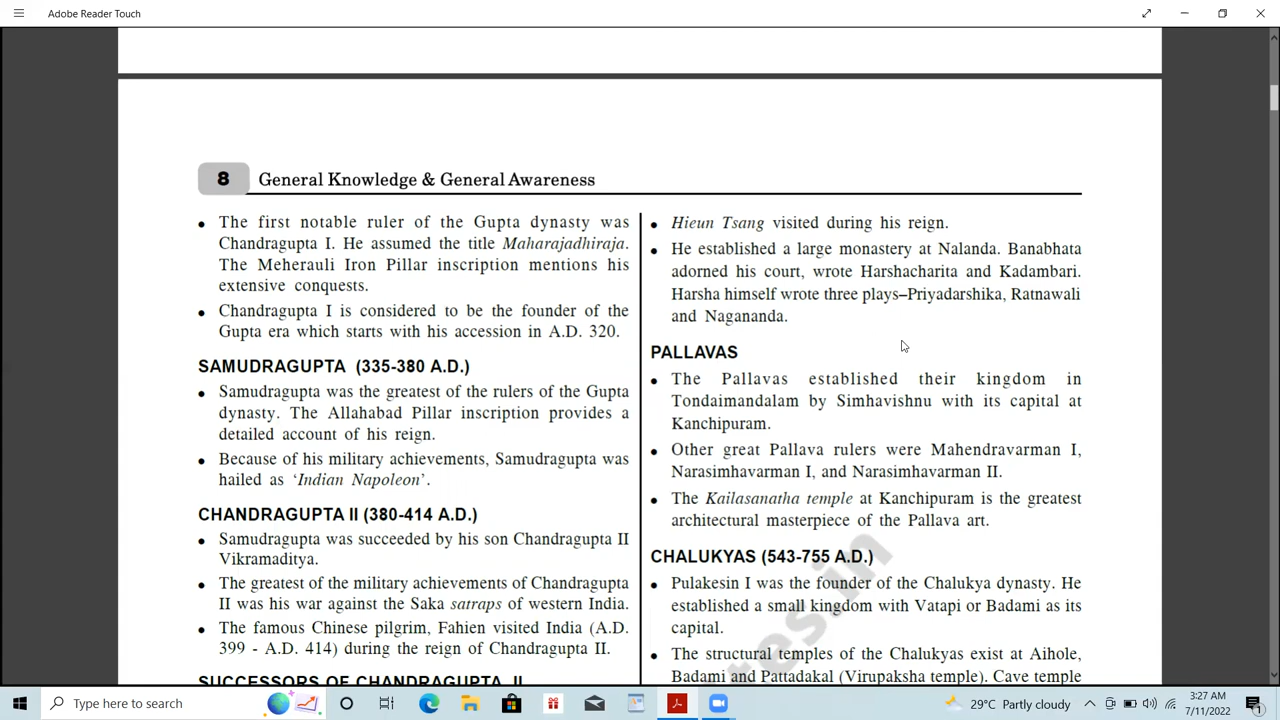 Adobe Reader Touch
8 General Knowledge & General Awareness
• The first notable ruler of the Gupta dynasty was
Chandragupta I. He assumed the title Maharajadhiraja.
The Meherauli Iron Pillar inscription mentions his
extensive conquests.
• Chandragupta I is considered to be the founder of the
Gupta era which starts with his accession in A.D. 320.
SAMUDRAGUPTA (335-380 A.D.)
• Samudragupta was the greatest of the rulers of the Gupta
dynasty. The Allahabad Pillar inscription provides a
detailed account of his reign.
• Because of his military achievements, Samudragupta was
hailed as ‘Indian Napoleon’.
CHANDRAGUPTA II (380-414 A.D.)
• Samudragupta was succeeded by his son Chandragupta II
Vikramaditya.
• The greatest of the military achievements of Chandragupta
II was his war against the Saka satraps of western India.
• The famous Chinese pilgrim, Fahien visited India (A.D.
399 - A.D. 414) during the reign of Chandragupta II.
SUCCESSORS OF CHANDRAGUPTA II
• Hieun Tsang visited during his reign.
• He established a large monastery at Nalanda. Banabhata
adorned his court, wrote Harshacharita and Kadambari.
Harsha himself wrote three plays–Priyadarshika, Ratnawali
and Nagananda.
PALLAVAS
• The Pallavas established their kingdom in
Tondaimandalam by Simhavishnu with its capital at
Kanchipuram.
• Other great Pallava rulers were Mahendravarman I,
Narasimhavarman I, and Narasimhavarman II.
• The Kailasanatha temple at Kanchipuram is the greatest
architectural masterpiece of the Pallava art.
CHALUKYAS (543-755 A.D.)
• Pulakesin I was the founder of the Chalukya dynasty. He
established a small kingdom with Vatapi or Badami as its
capital.
• The structural temples of the Chalukyas exist at Aihole,
Badami and Pattadakal (Virupaksha temple). Cave temple
tes.in
Type here to search
29°C Partly cloudy
3:27 AM
7/11/2022
1